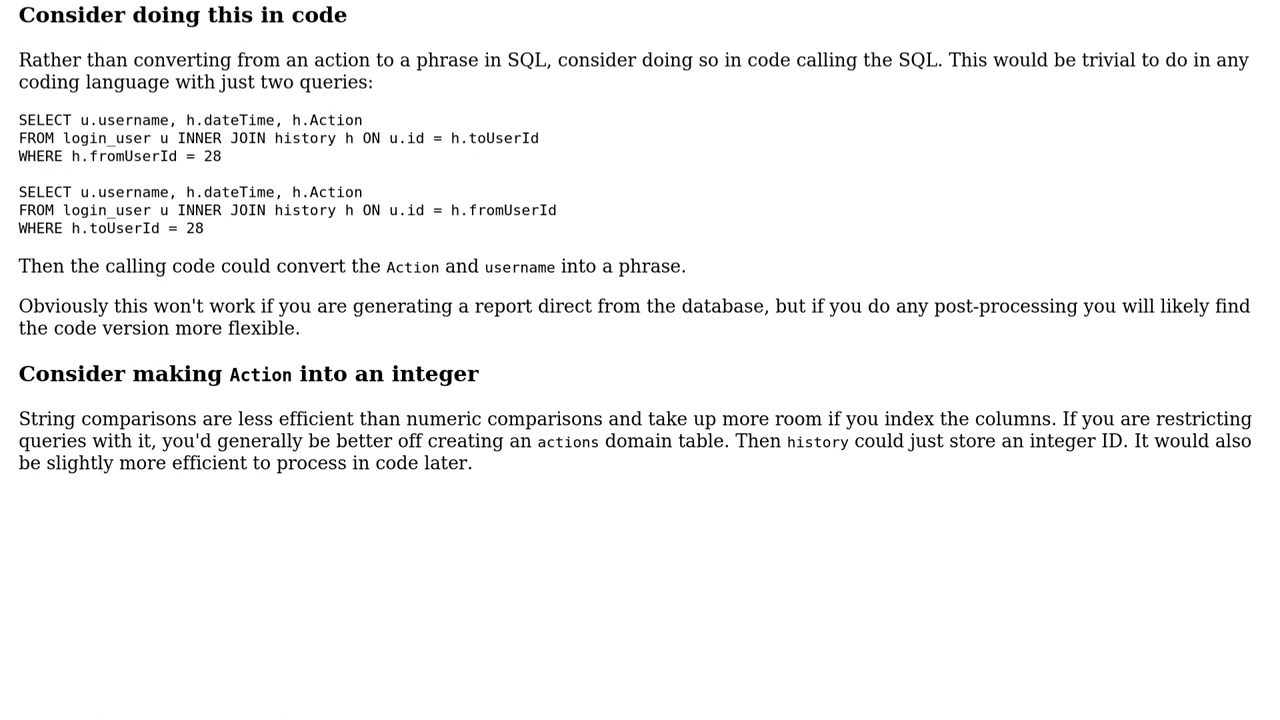 Consider doing this in code
Rather than converting from an action to a phrase in SQL, consider doing so in code calling the SQL. This would be trivial to do in any
coding language with just two queries:
SELECT u.username, h.dateTime, h.Action
FROM login_user u INNER JOIN history h ON u.id = h.toUserId
WHERE h.fromUserId = 28
SELECT u.username, h.dateTime, h.Action
FROM login_user u INNER JOIN history h ON u.id = h.fromUserId
WHERE h.toUserId = 28
Then the calling code could convert the Action and username into a phrase.
Obviously this won't work if you are generating a report direct from the database, but if you do any post-processing you will likely find
the code version more flexible.
Consider making Action into an integer
String comparisons are less efficient than numeric comparisons and take up more room if you index the columns. If you are restricting
queries with it, you'd generally be better off creating an actions domain table. Then history could just store an integer ID. It would also
be slightly more efficient to process in code later.